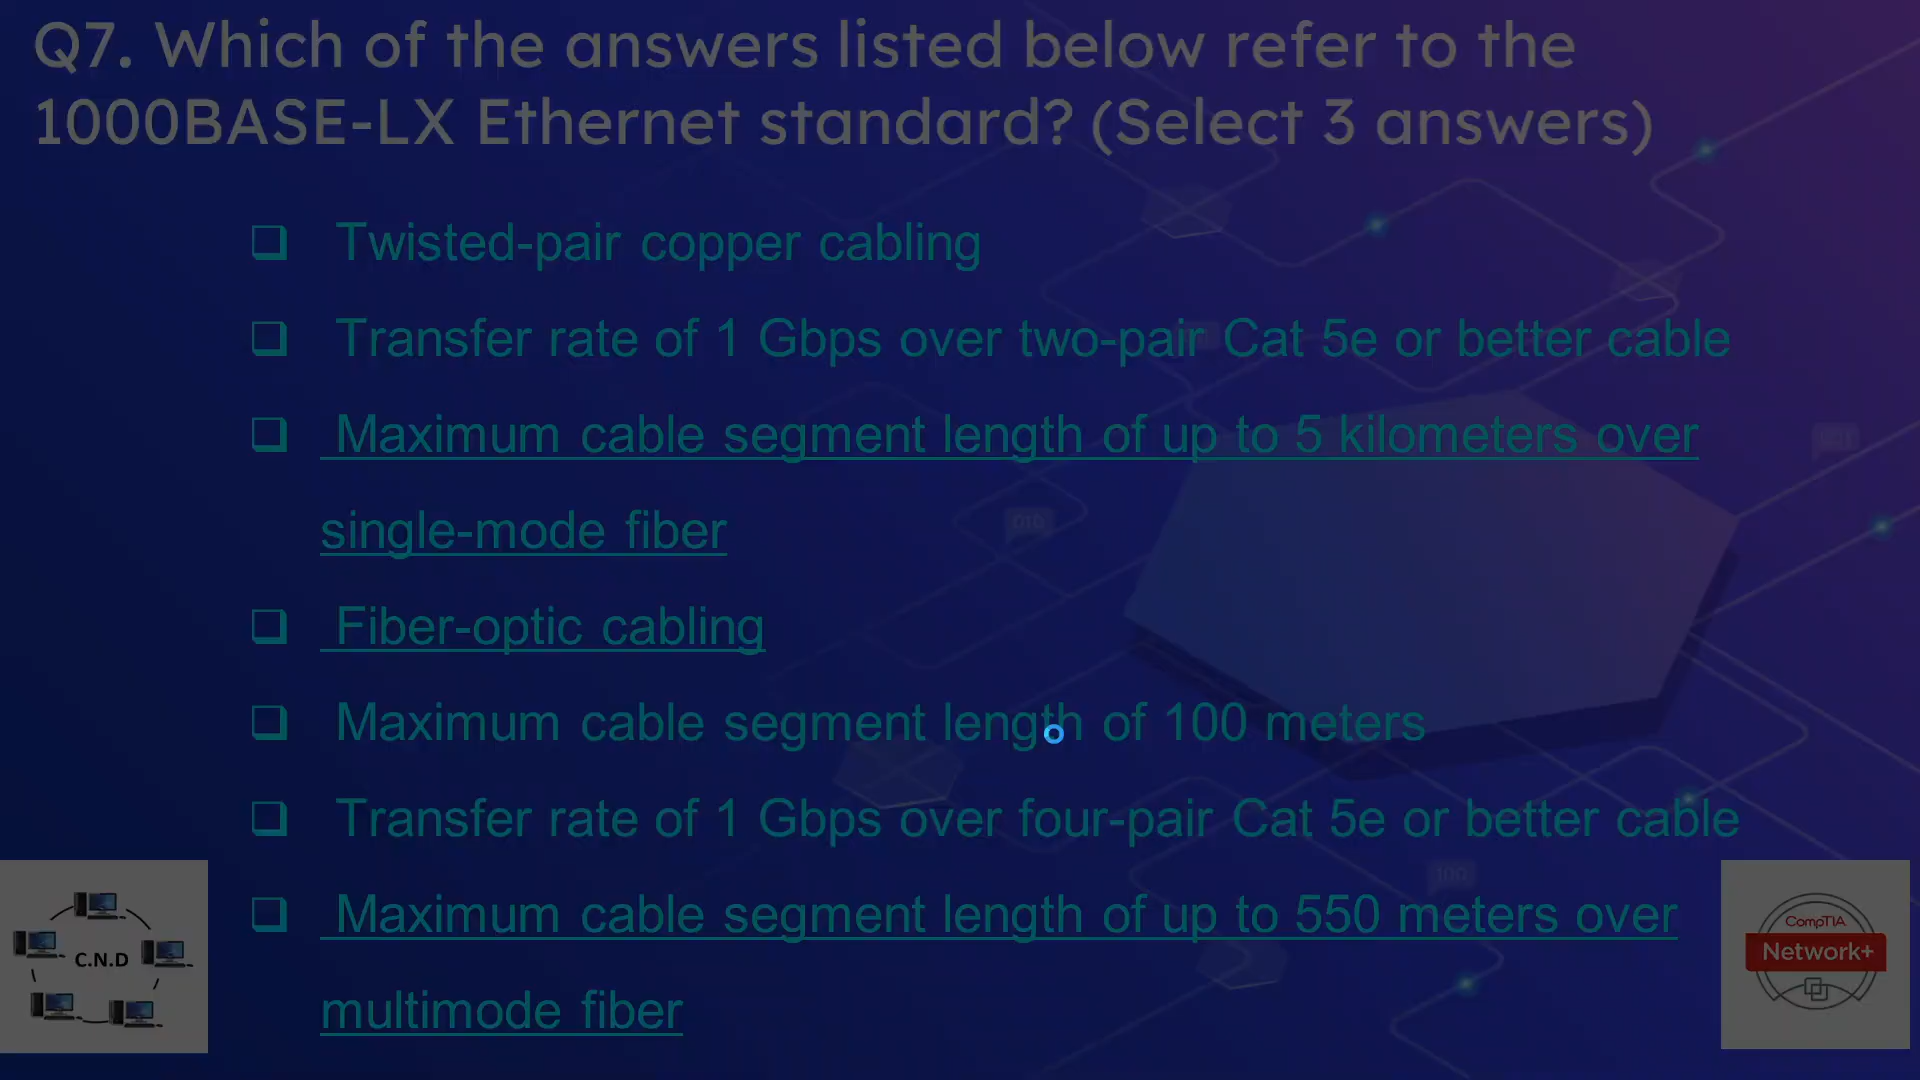 Q7. Which of the answers listed below refer to the
1000BASE-LX Ethernet standard? (Select 3 answers)
Twisted-pair copper cabling
Transfer rate of 1 Gbps over two-pair Cat 5e or better cable
Maximum cable segment length of up to 5 kilometers over
single-mode fiber
Fiber-optic cabling
Maximum cable segment length of 100 meters
Transfer rate of 1 Gbps over four-pair Cat 5e or better cable
Maximum cable segment length of up to 550 meters over
multimode fiber
C.N.D
CompTIA
Network+
010
100